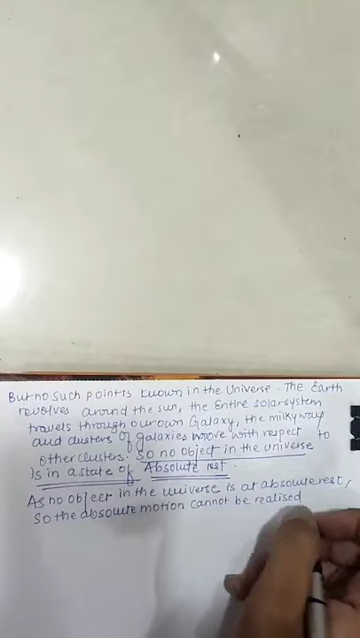 But no such point is known in the Universe. The Earth
revolves around the sun, the Entire solar system
travels through our own Galaxy, the milky way
and clusters of galaxies move with respect to
other clusters. So no object in the universe
is in a state of Absolute rest.
As no object in the universe is at absolute rest,
so the absolute motion cannot be realised